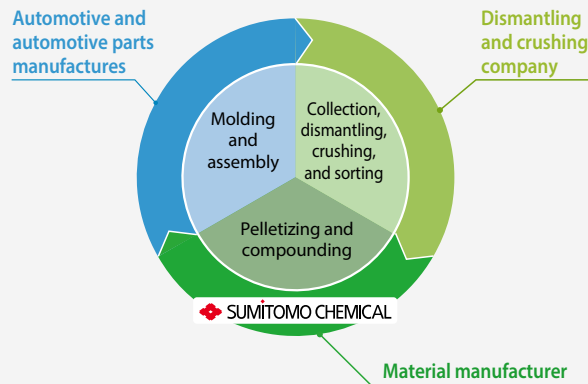 Automotive and
automotive parts
manufactures
Dismantling
and crushing
company
Molding
and
assembly
Collection,
dismantling,
crushing,
and sorting
Pelletizing and
compounding
SUMITOMO CHEMICAL
Material manufacturer